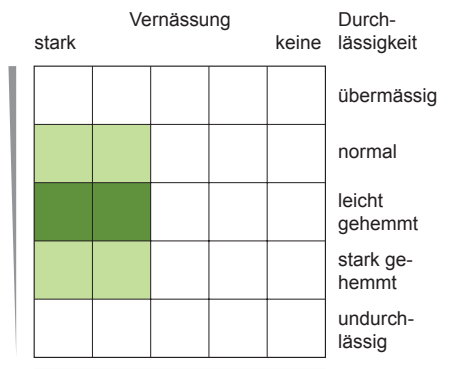 Vernässung
Durch-
lässigkeit
stark
keine
übermässig
normal
leicht
gehemmt
stark ge-
hemmt
undurch-
lässig